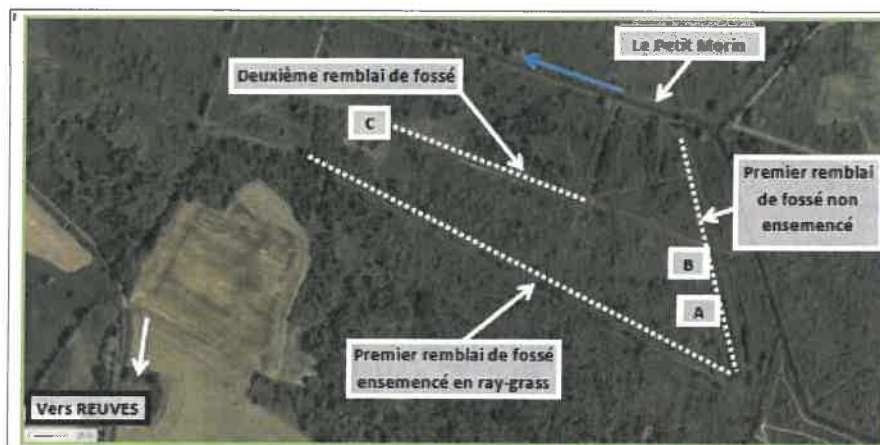 Le Petit Morin
Deuxième remblai de fossé
C
Premier remblai
de fossé non
ensemencé
B
A
Premier remblai de fossé
ensemencé en ray-grass
Vers REUVES